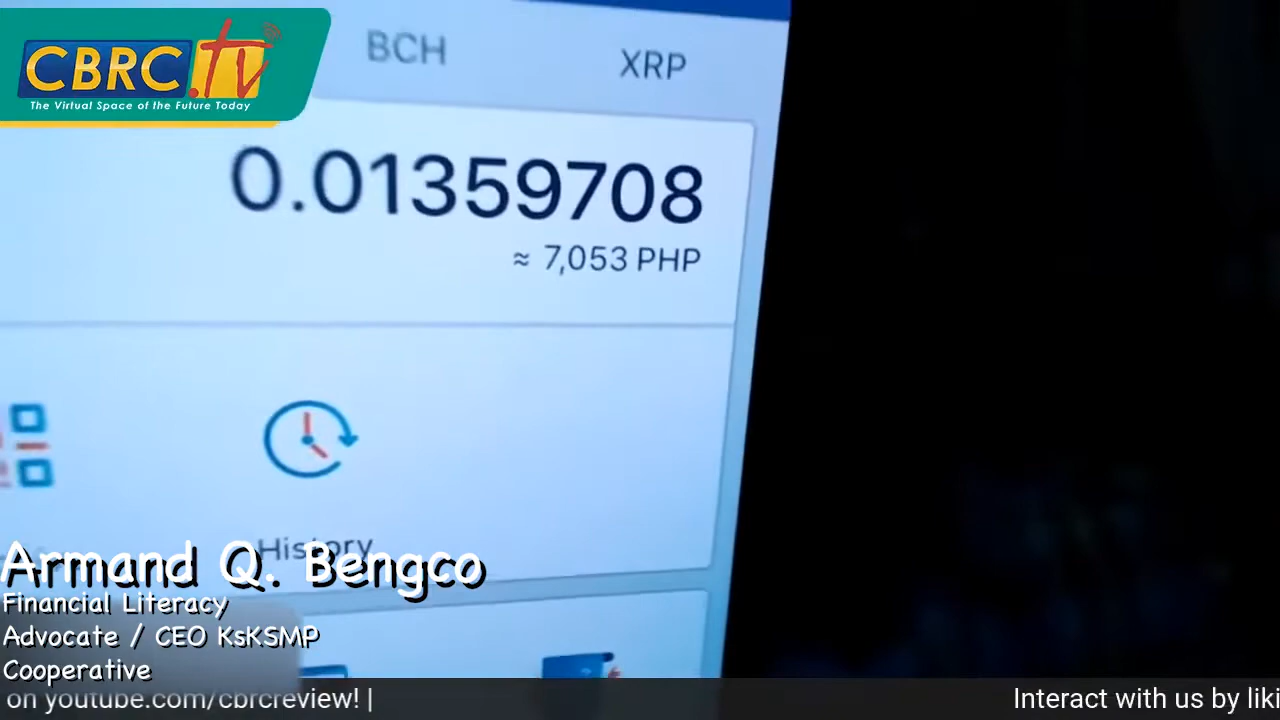 CBRC.tv
The Virtual Space of the Future Today
BCH XRP
0.01359708
≈ 7,053 PHP
History
Armand Q. Bengco
Financial Literacy
Advocate / CEO KsKSMP
Cooperative
on youtube.com/cbrcreview! | Interact with us by liki